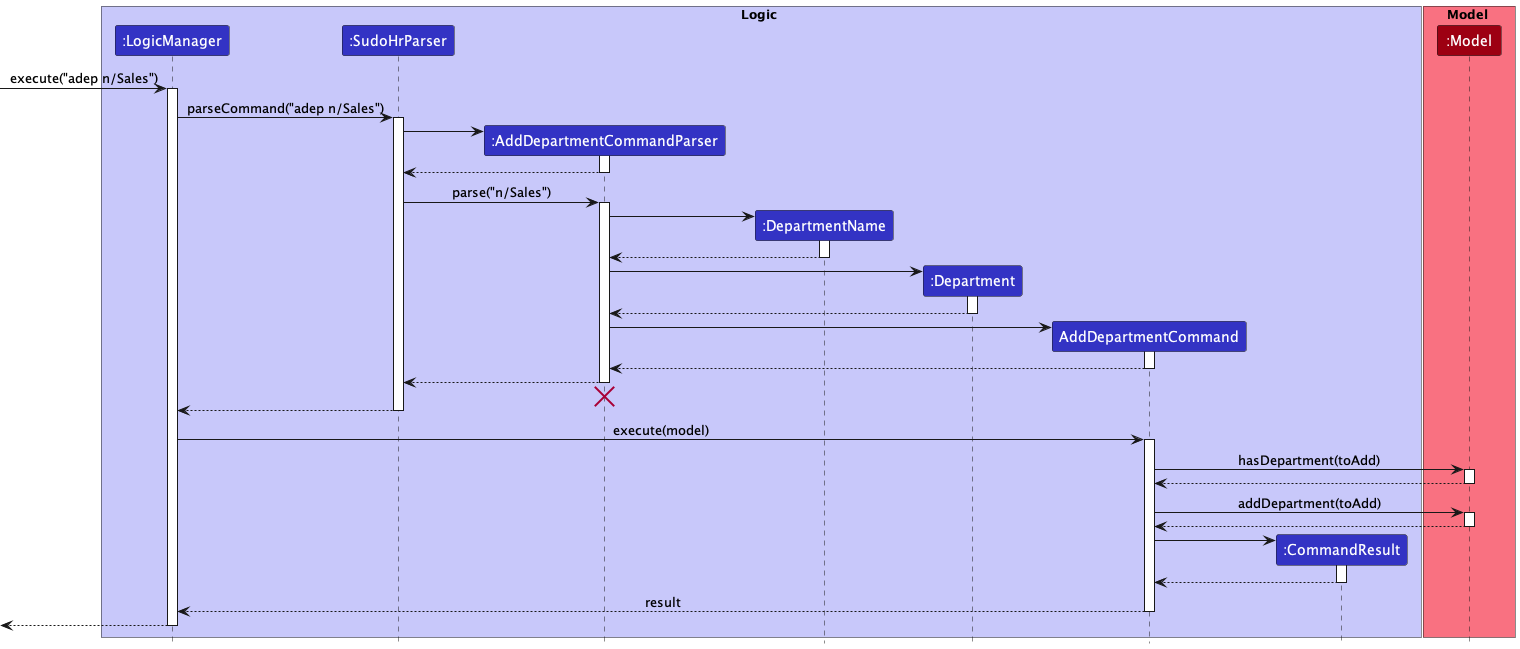 Logic
Model
:LogicManager
:SudoHrParser
:Model
execute("adep n/Sales")
parseCommand("adep n/Sales")
:AddDepartmentCommandParser
parse("n/Sales")
:DepartmentName
:Department
AddDepartmentCommand
execute(model)
hasDepartment(toAdd)
addDepartment(toAdd)
:CommandResult
result